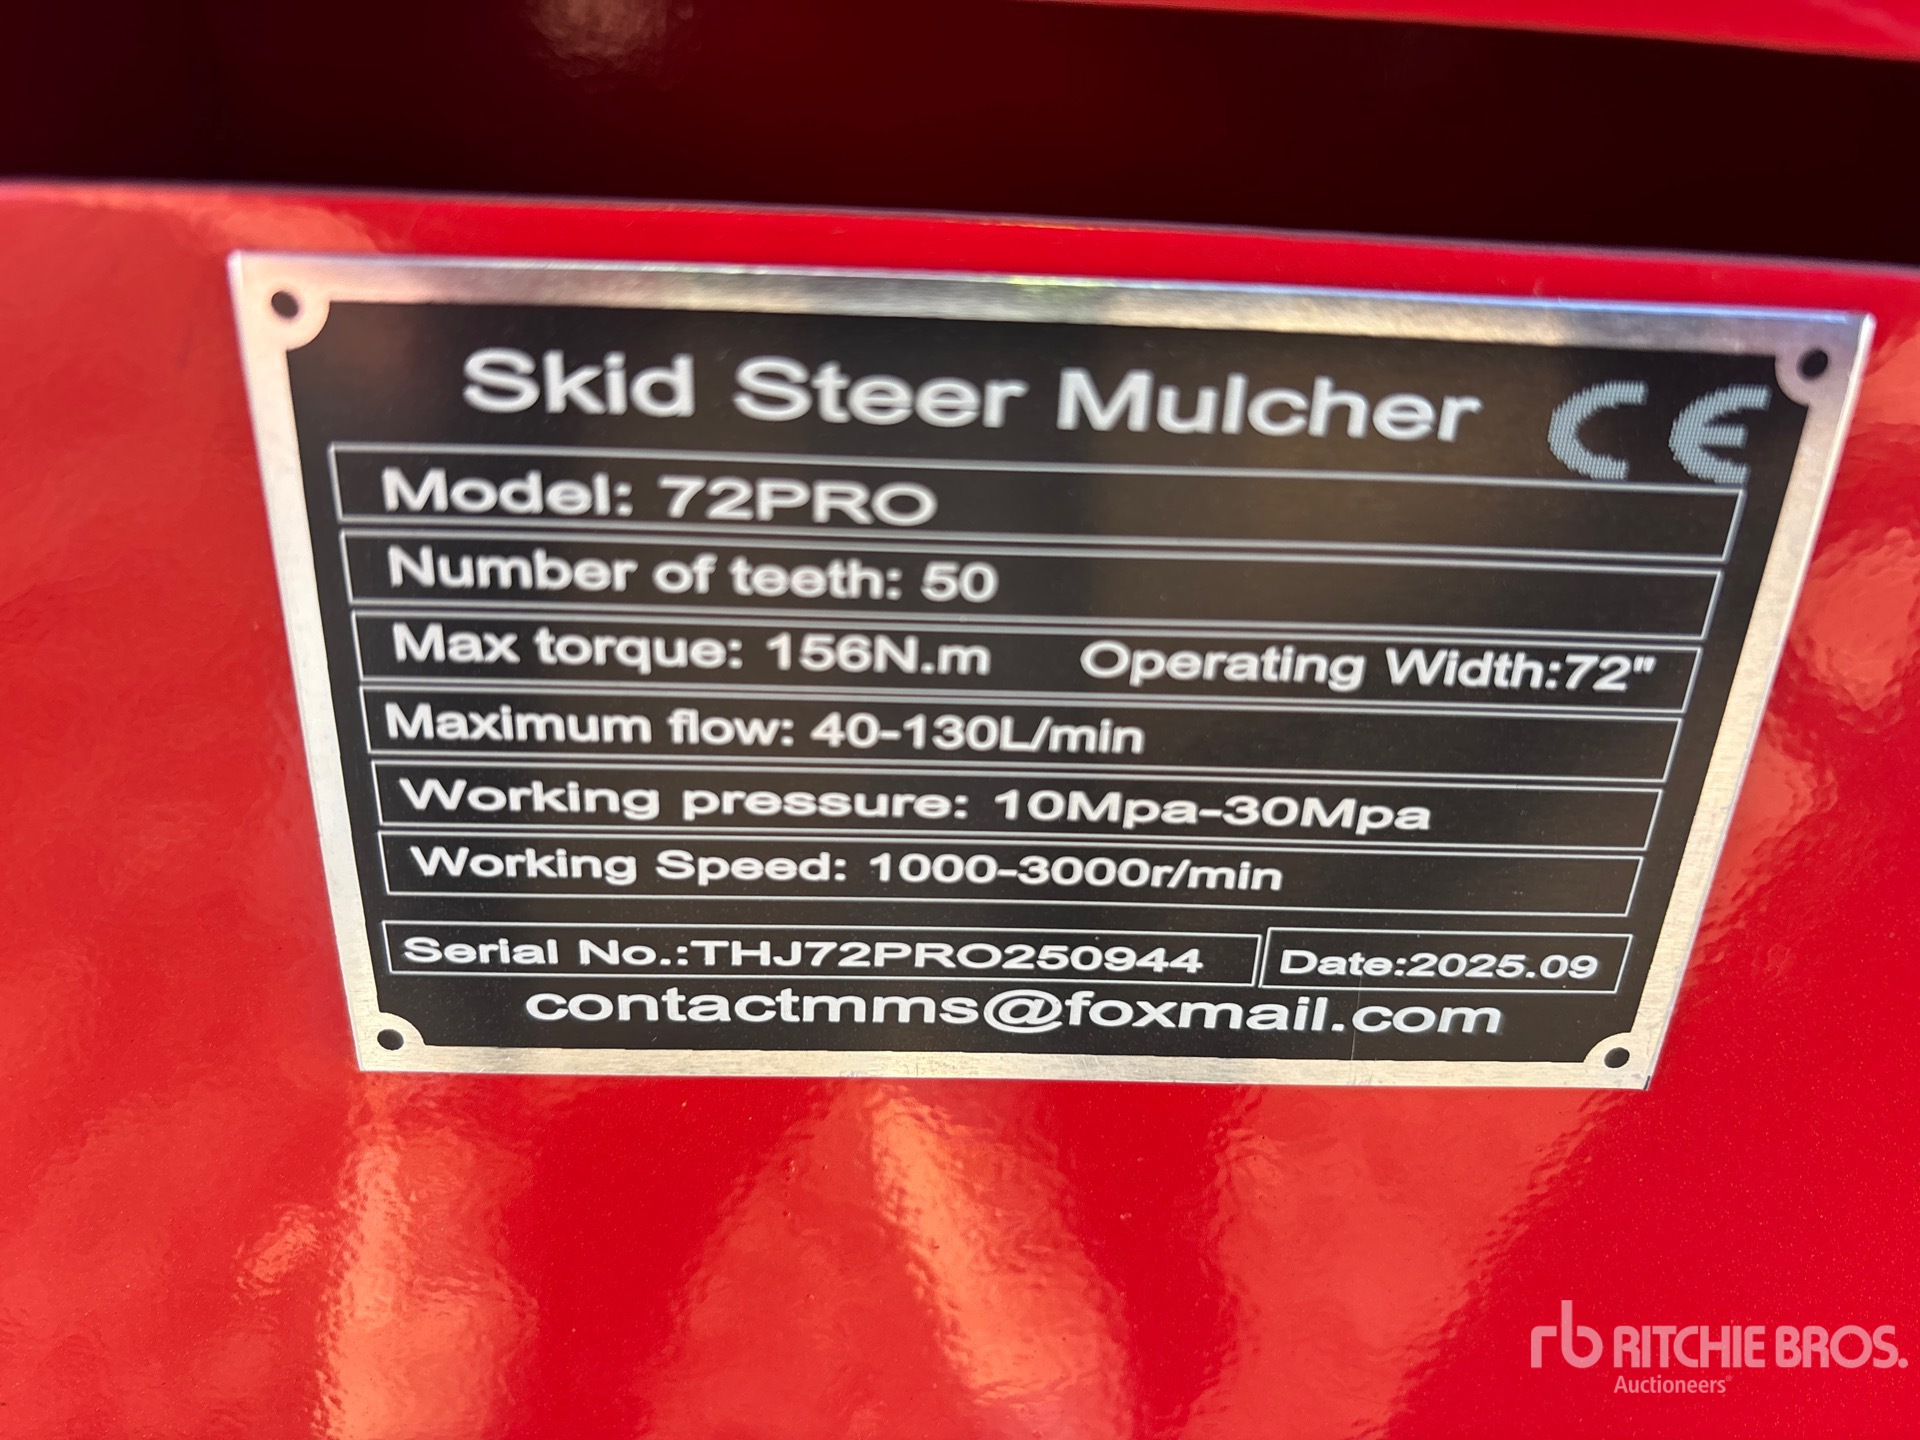 Skid Steer Mulcher CE
Model: 72PRO
Number of teeth: 50
Max torque: 156N.m Operating Width:72"
Maximum flow: 40-130L/min
Working pressure: 10Mpa-30Mpa
Working Speed: 1000-3000r/min
Serial No.:THJ72PRO250944 Date:2025.09
contactmms@foxmail.com
rb RITCHIE BROS.
Auctioneers